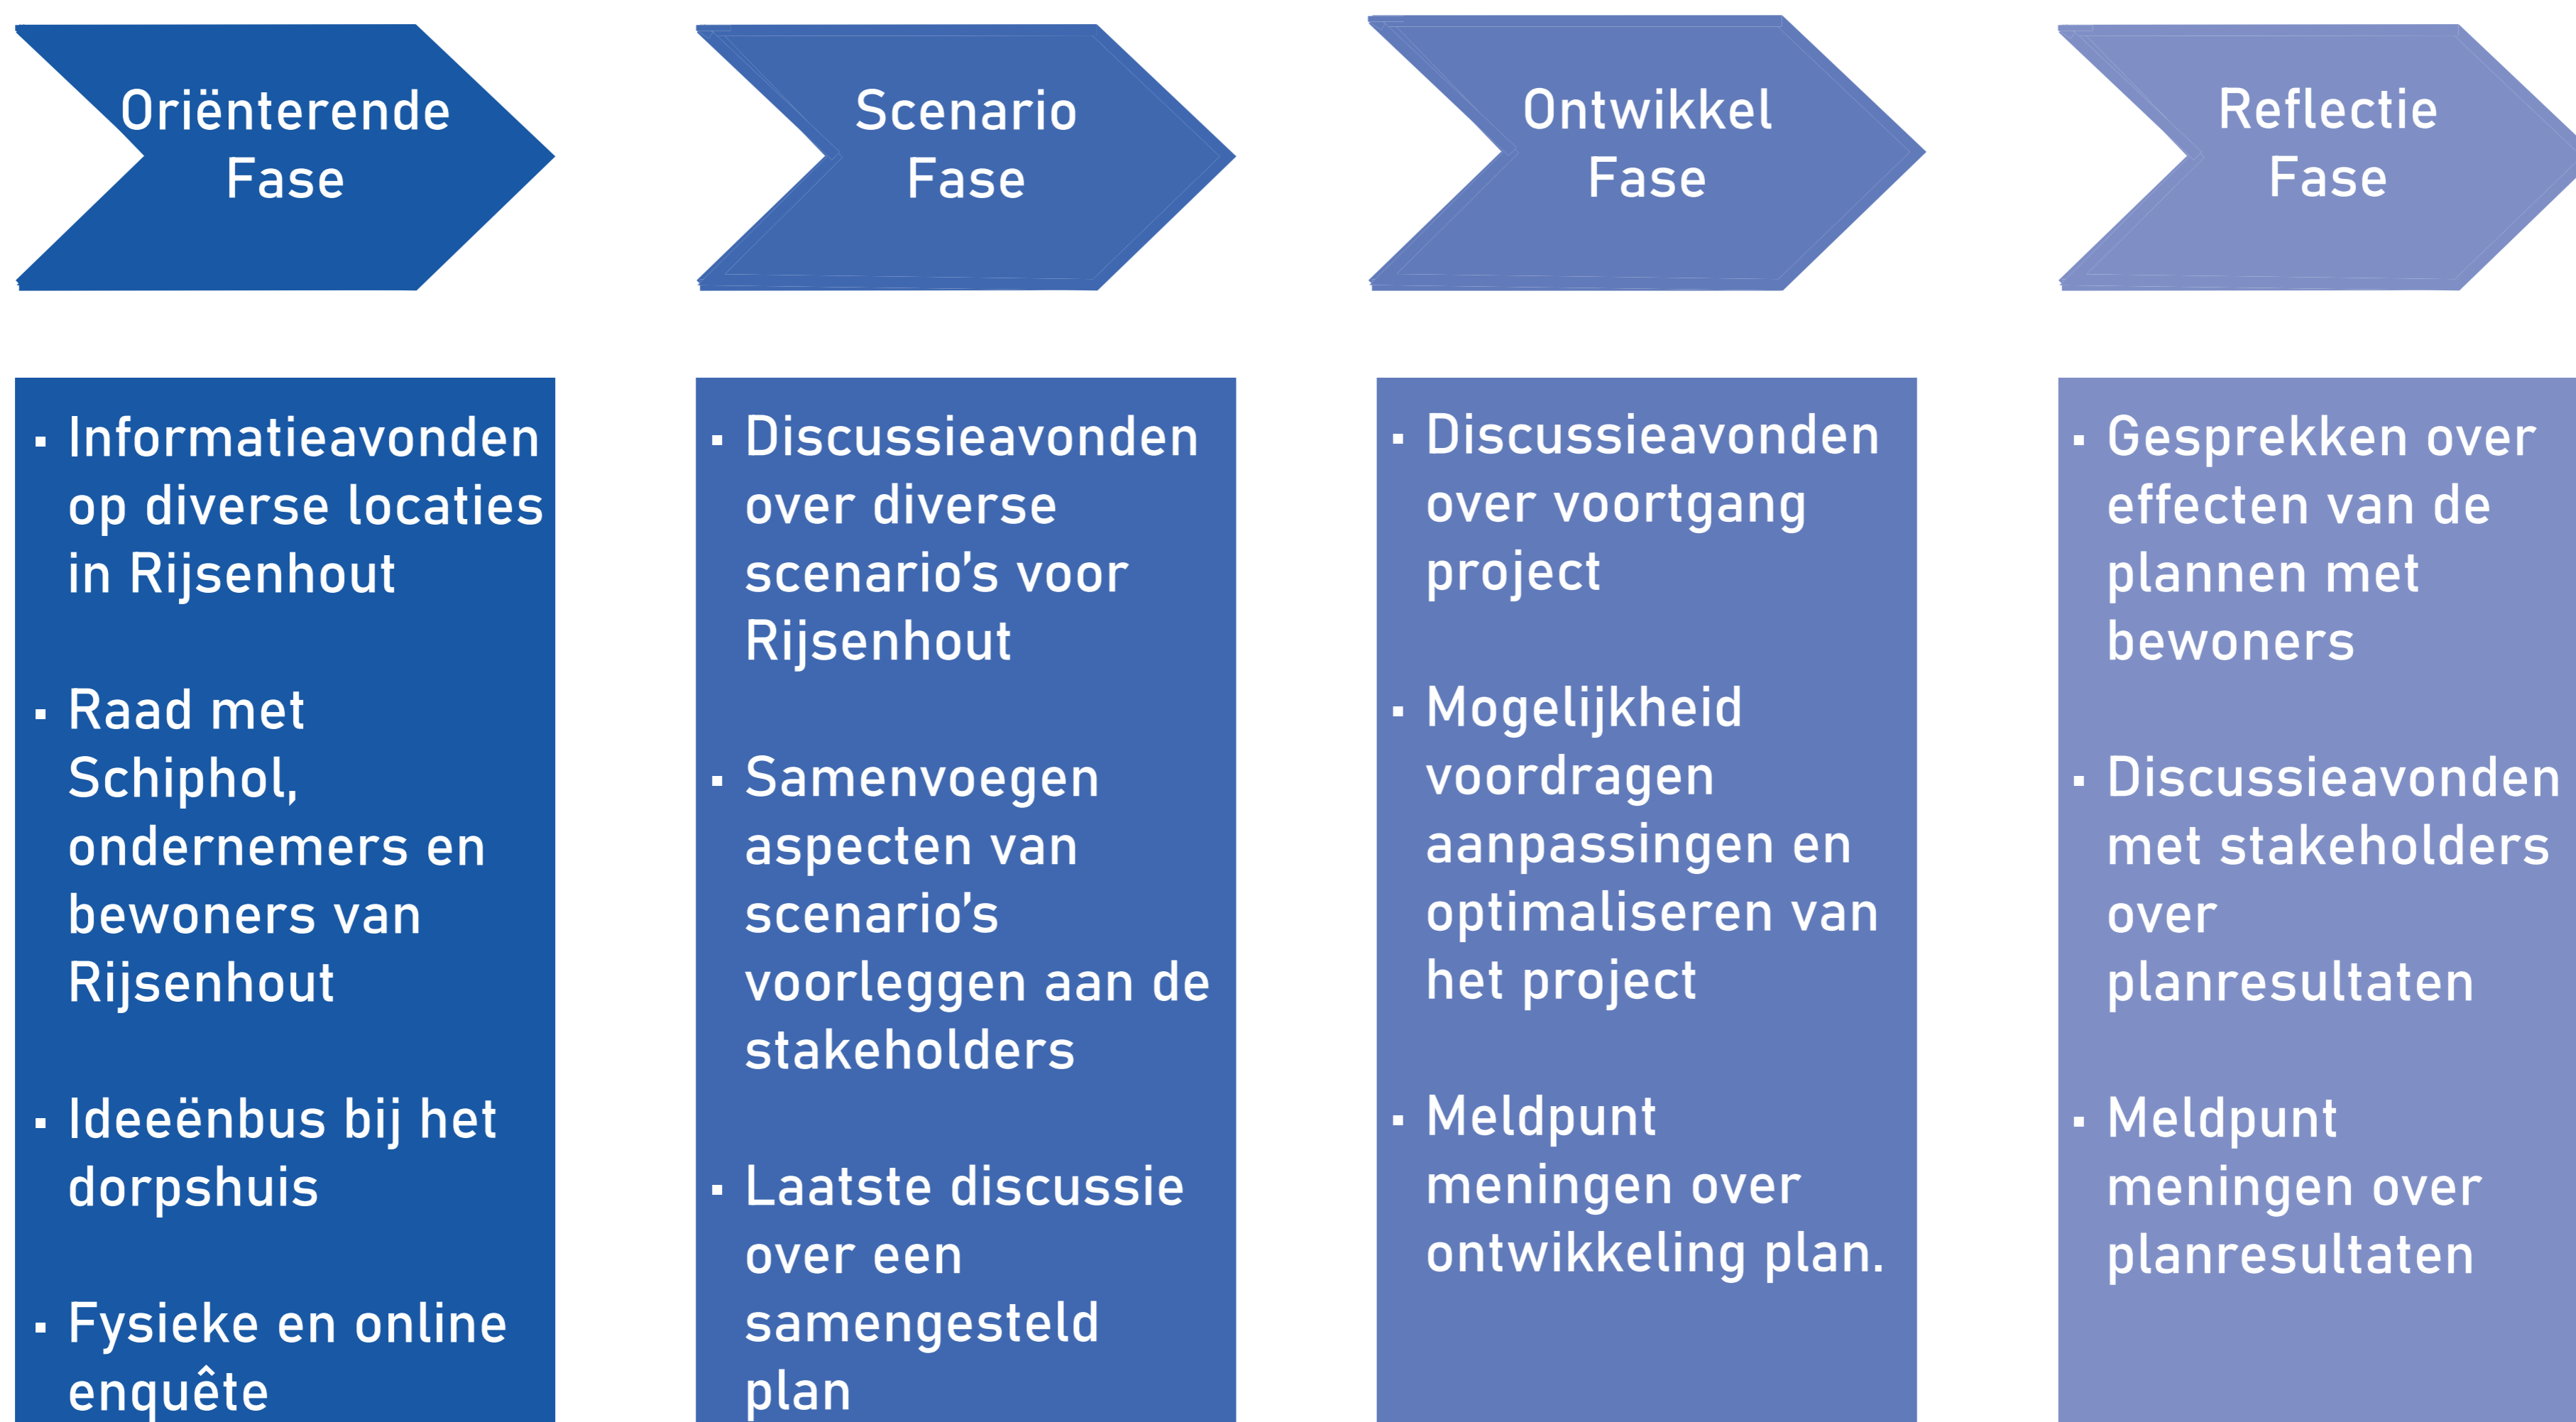 Oriënterende
Fase
Scenario
Fase
Ontwikkel
Fase
Reflectie
Fase
▪ Informatieavonden
op diverse locaties
in Rijsenhout
▪ Raad met
Schiphol,
ondernemers en
bewoners van
Rijsenhout
▪ Ideeënbus bij het
dorpshuis
▪ Fysieke en online
enquête
▪ Discussieavonden
over diverse
scenario’s voor
Rijsenhout
▪ Samenvoegen
aspecten van
scenario’s
voorleggen aan de
stakeholders
▪ Laatste discussie
over een
samengesteld
plan
▪ Discussieavonden
over voortgang
project
▪ Mogelijkheid
voordragen
aanpassingen en
optimaliseren van
het project
▪ Meldpunt
meningen over
ontwikkeling plan.
▪ Gesprekken over
effecten van de
plannen met
bewoners
▪ Discussieavonden
met stakeholders
over
planresultaten
▪ Meldpunt
meningen over
planresultaten